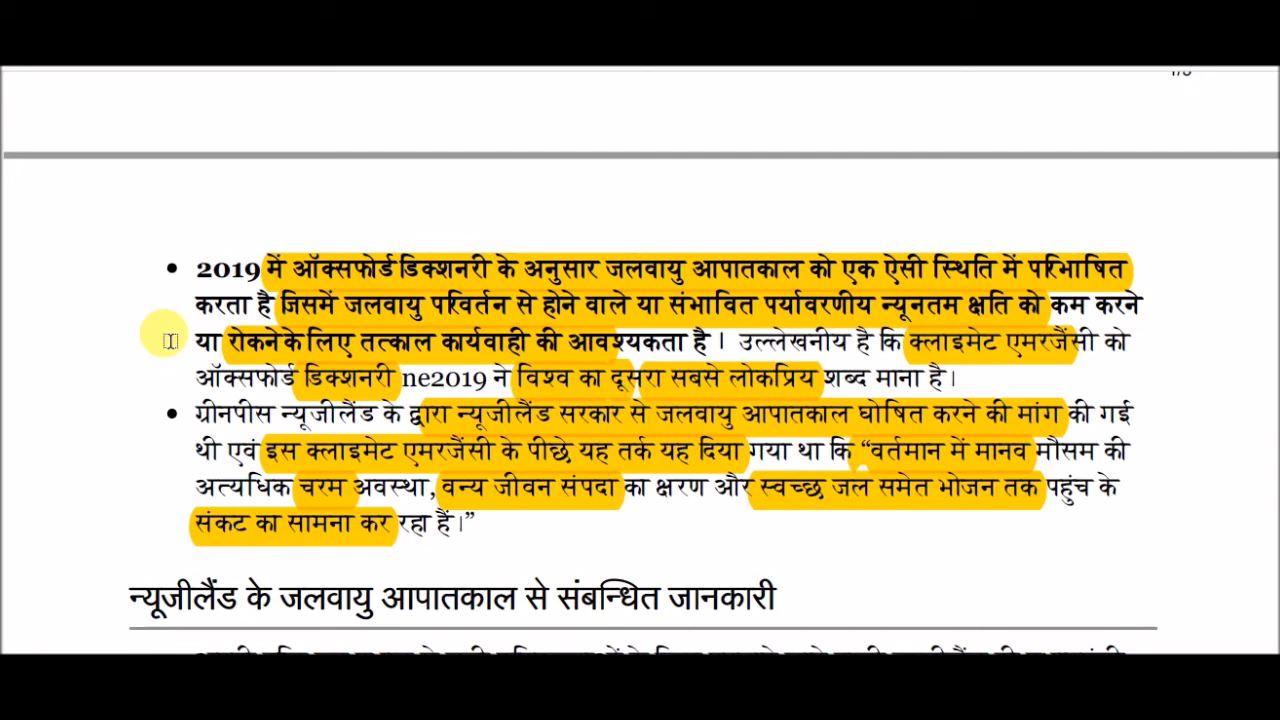 2019 में ऑक्सफोर्ड डिक्शनरी के अनुसार जलवायु आपातकाल को एक ऐसी स्थिति में परिभाषित
करता है जिसमें जलवायु परिवर्तन से होने वाले या संभावित पर्यावरणीय न्यूनतम क्षति को कम करने
या रोकने के लिए तत्काल कार्यवाही की आवश्यकता है । उल्लेखनीय है कि क्लाइमेट एमरजैंसी को
ऑक्सफोर्ड डिक्शनरी ne2019 ने विश्व का दूसरा सबसे लोकप्रिय शब्द माना है।
ग्रीनपीस न्यूजीलैंड के द्वारा न्यूजीलैंड सरकार से जलवायु आपातकाल घोषित करने की मांग की गई
थी एवं इस क्लाइमेट एमरजैंसी के पीछे यह तर्क यह दिया गया था कि “वर्तमान में मानव मौसम की
अत्यधिक चरम अवस्था, वन्य जीवन संपदा का क्षरण और स्वच्छ जल समेत भोजन तक पहुंच के
संकट का सामना कर रहा हैं।”
न्यूजीलैंड के जलवायु आपातकाल से संबन्धित जानकारी